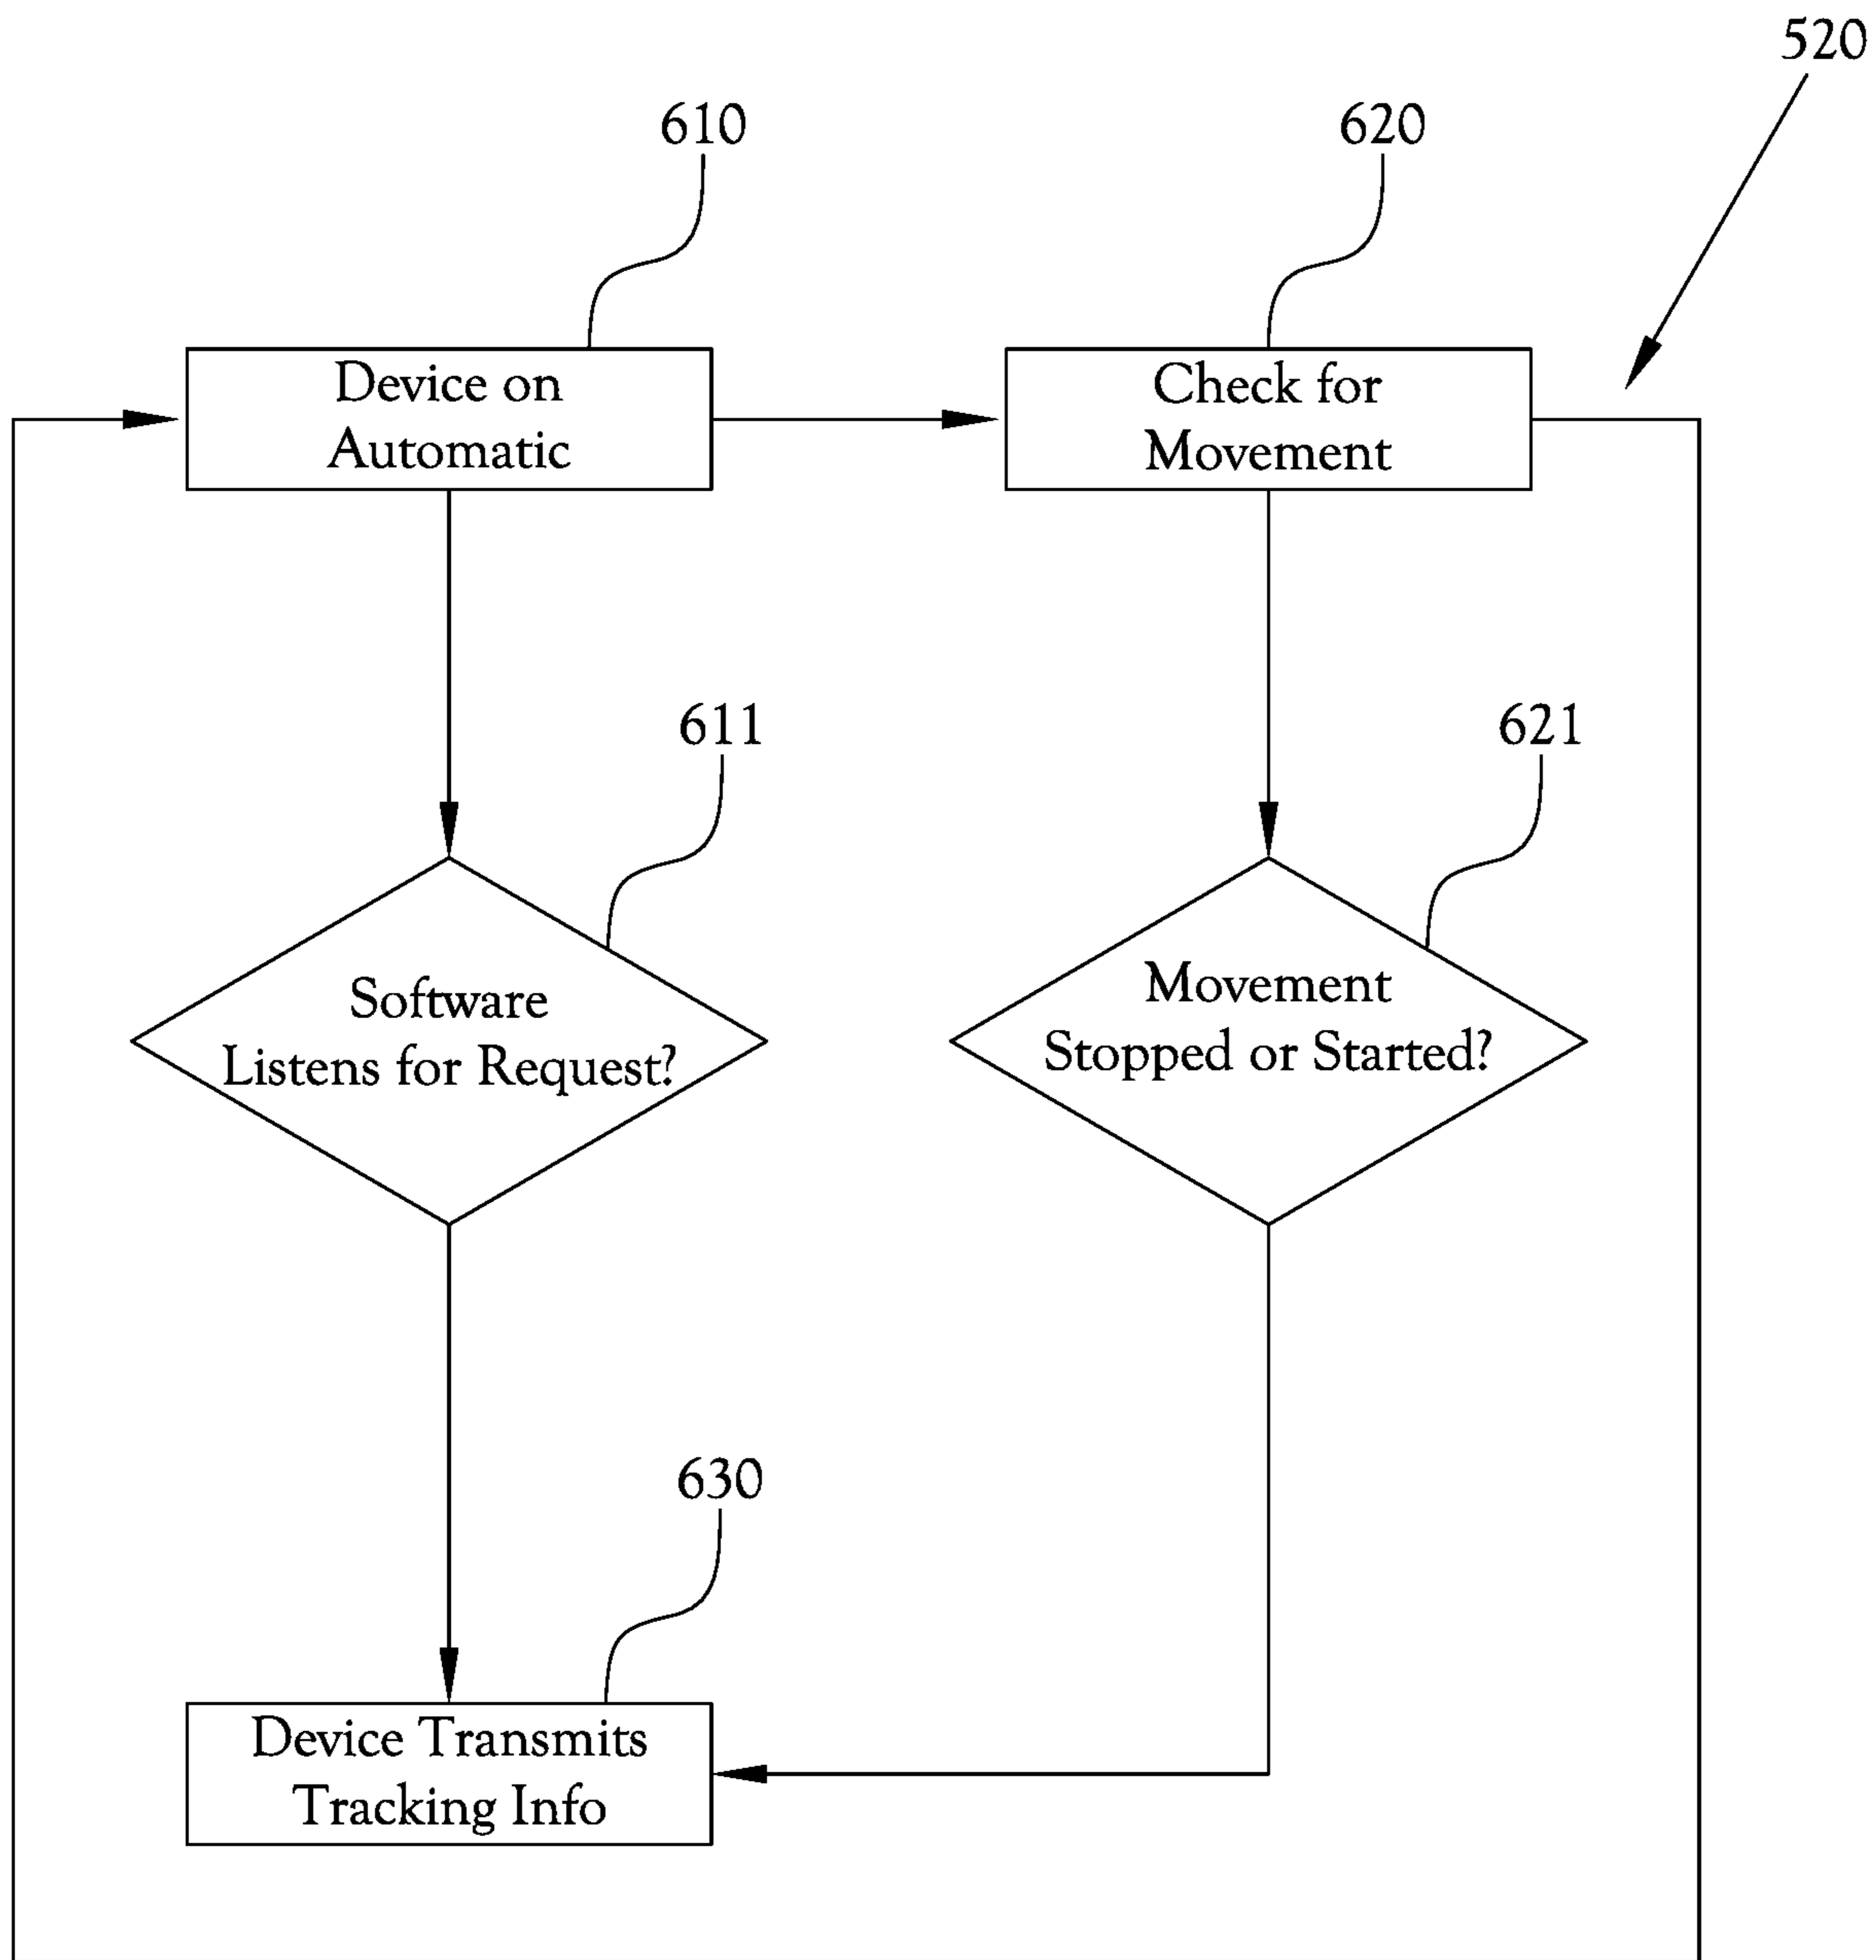 520
610
620
Device on
Automatic
Check for
Movement
611
621
Software
Listens for Request?
Movement
Stopped or Started?
630
Device Transmits
Tracking Info